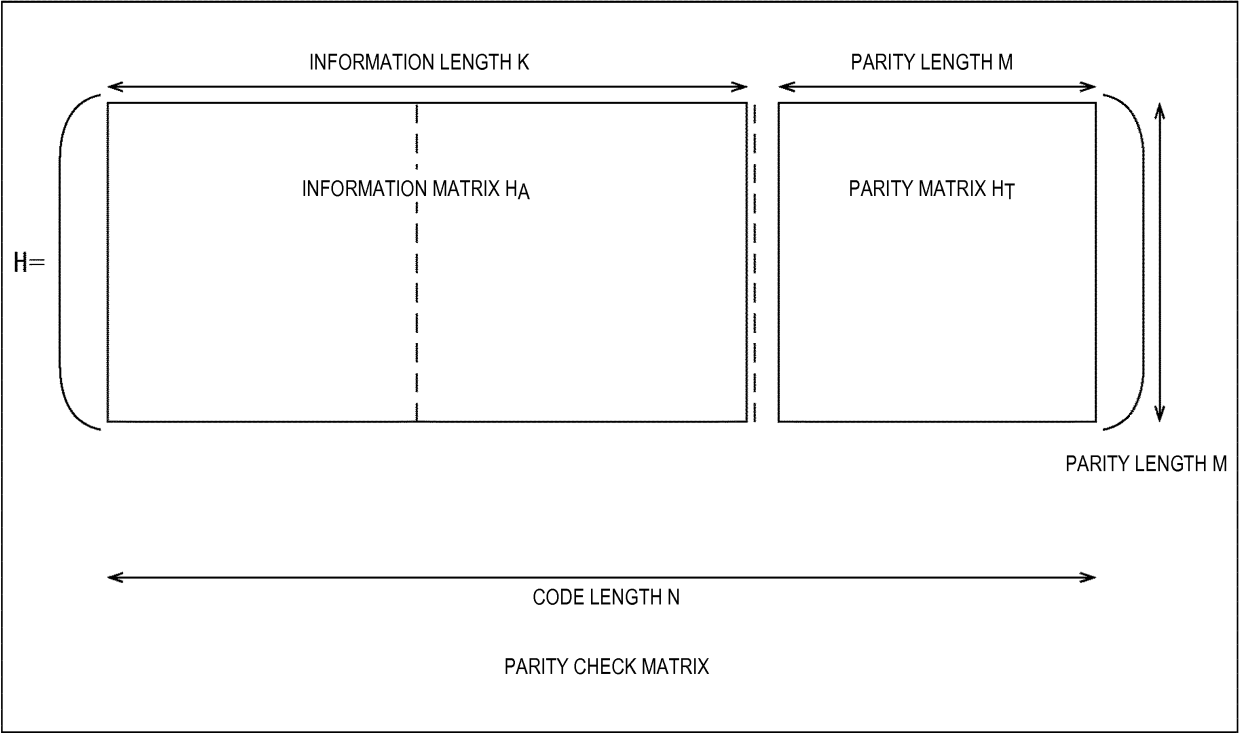 INFORMATION LENGTH K
PARITY LENGTH M
INFORMATION MATRIX HA
PARITY MATRIX HT
H=
PARITY LENGTH M
CODE LENGTH N
PARITY CHECK MATRIX